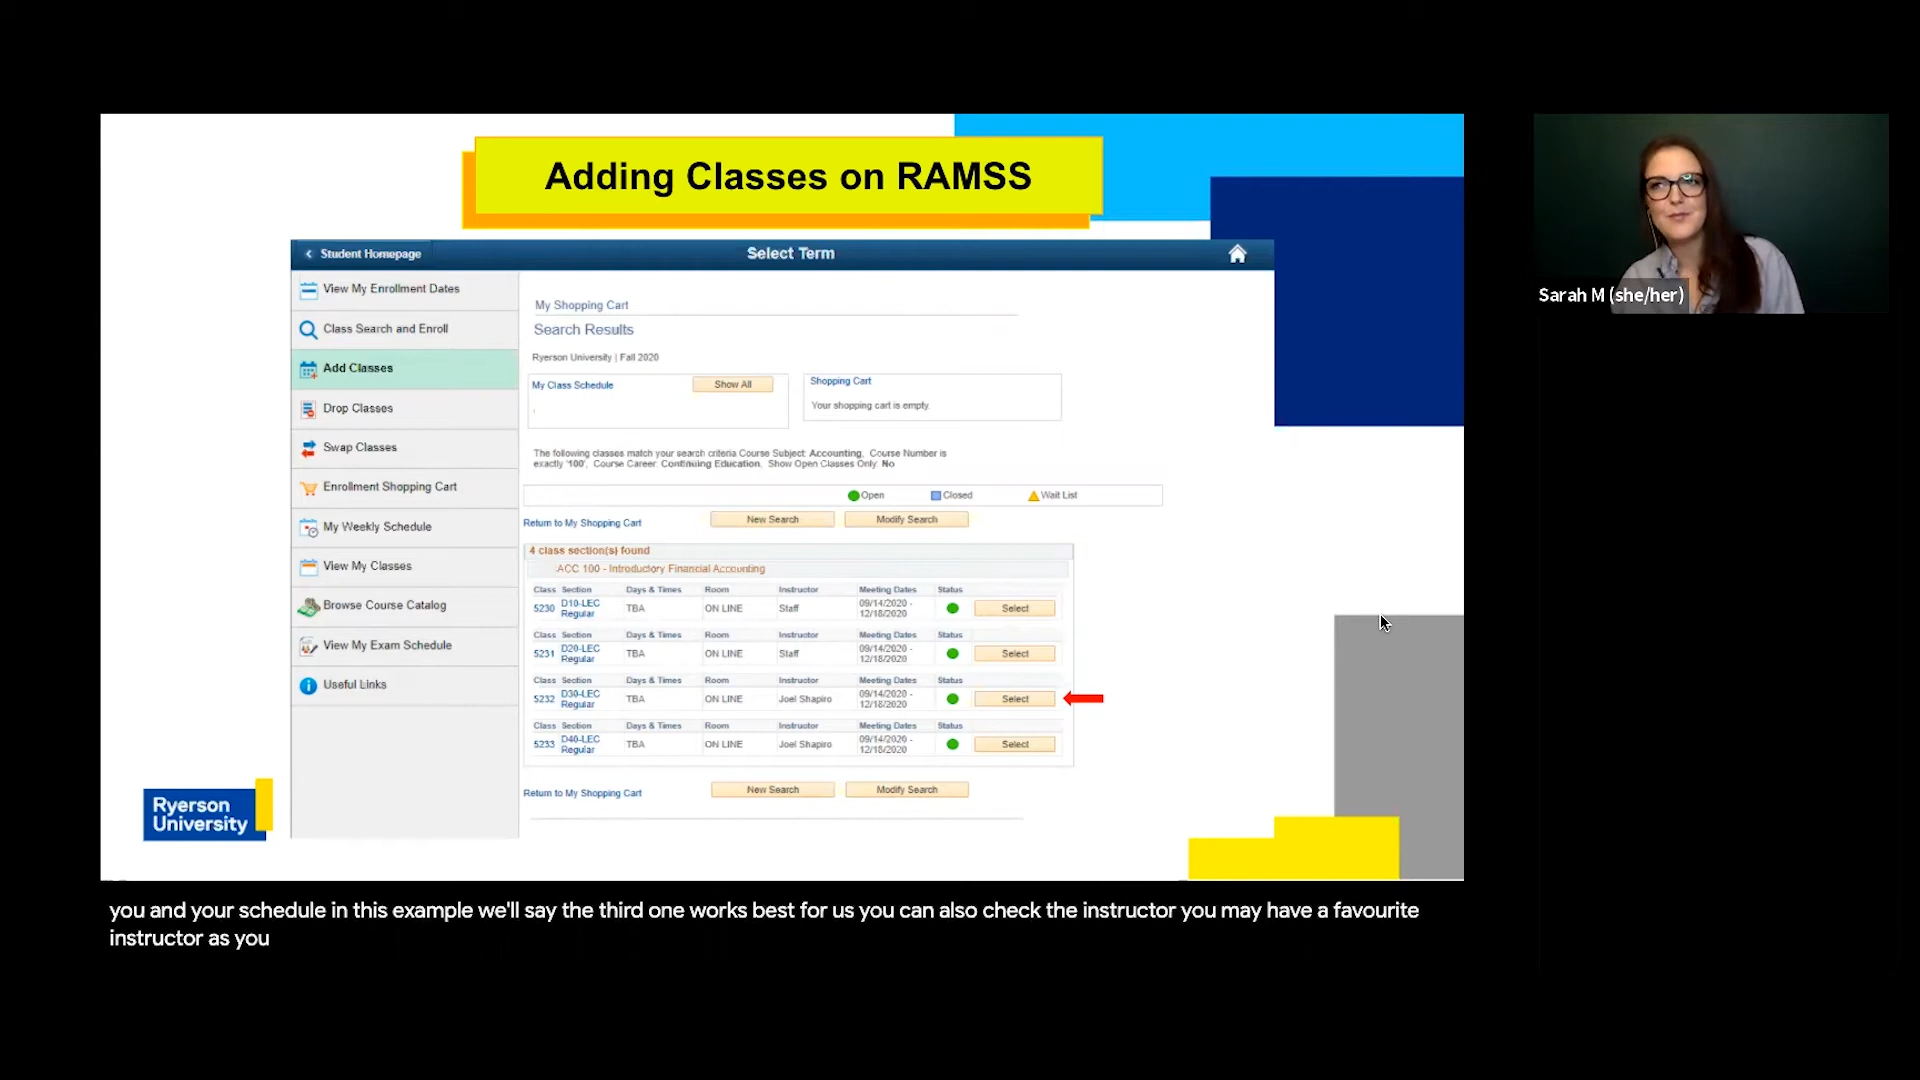 Adding Classes on RAMSS
Student Homepage
Select Term
View My Enrollment Dates
Class Search and Enroll
Add Classes
Drop Classes
Swap Classes
Enrollment Shopping Cart
My Weekly Schedule
View My Classes
Browse Course Catalog
View My Exam Schedule
Useful Links
My Shopping Cart
Search Results
Ryerson University | Fall 2020
My Class Schedule Show All
Shopping Cart
Your shopping cart is empty.
The following classes match your search criteria Course Subject: Accounting, Course Number is
exactly '100', Course Career: Continuing Education, Show Open Classes Only: No
Open Closed Wait List
Return to My Shopping Cart New Search Modify Search
4 class section(s) found
ACC 100 - Introductory Financial Accounting
Class Section Days & Times Room Instructor Meeting Dates Status
5230 D10-LEC Regular TBA ON LINE Staff 09/14/2020 - 12/18/2020 Select
Class Section Days & Times Room Instructor Meeting Dates Status
5231 D20-LEC Regular TBA ON LINE Staff 09/14/2020 - 12/18/2020 Select
Class Section Days & Times Room Instructor Meeting Dates Status
5232 D30-LEC Regular TBA ON LINE Joel Shapiro 09/14/2020 - 12/18/2020 Select
Class Section Days & Times Room Instructor Meeting Dates Status
5233 D40-LEC Regular TBA ON LINE Joel Shapiro 09/14/2020 - 12/18/2020 Select
Return to My Shopping Cart New Search Modify Search
Ryerson
University
Sarah M (she/her)
you and your schedule in this example we'll say the third one works best for us you can also check the instructor you may have a favourite
instructor as you